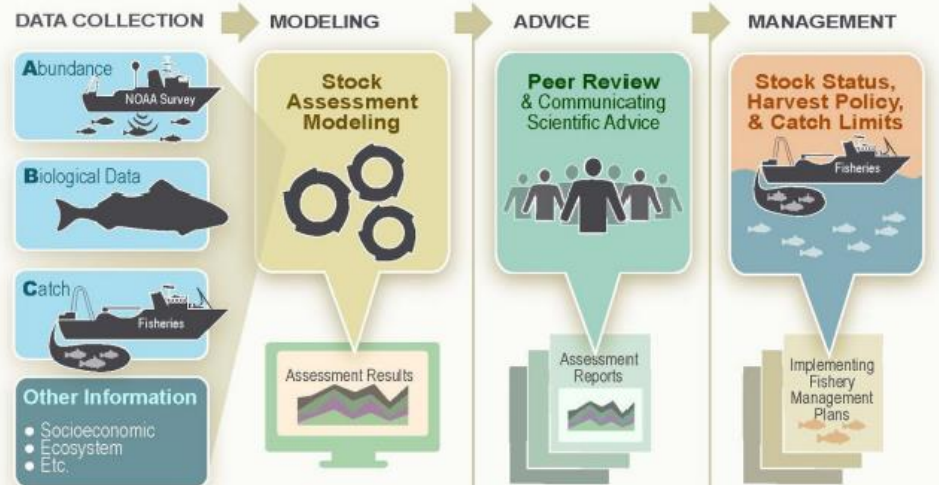 DATA COLLECTION
Abundance
NOAA Survey
Biological Data
Catch
Fisheries
Other Information
● Socioeconomic
● Ecosystem
● Etc.
MODELING
Stock
Assessment
Modeling
Assessment Results
ADVICE
Peer Review
& Communicating
Scientific Advice
Assessment
Reports
MANAGEMENT
Stock Status,
Harvest Policy,
& Catch Limits
Fisheries
Implementing
Fishery
Management
Plans